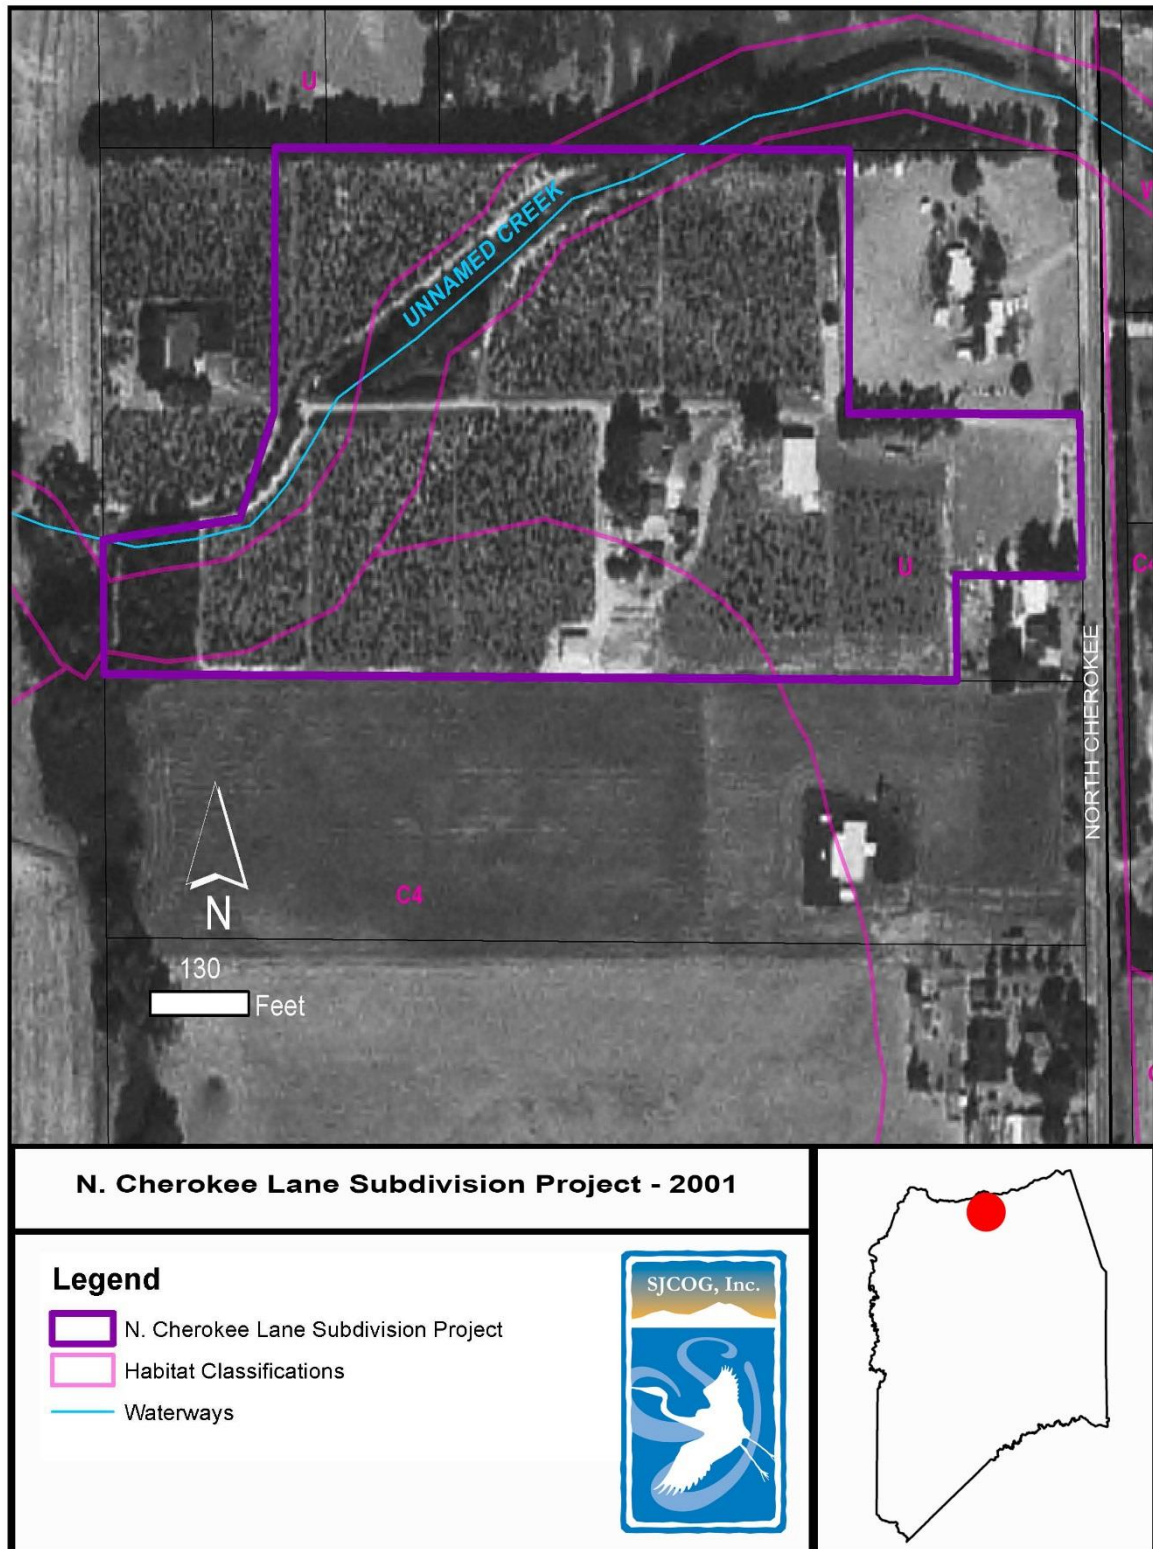 U
UNNAMED CREEK
U
C4
NORTH CHEROKEE
C4
N
130
Feet
N. Cherokee Lane Subdivision Project - 2001
Legend
N. Cherokee Lane Subdivision Project
Habitat Classifications
Waterways
SJCOG, Inc.